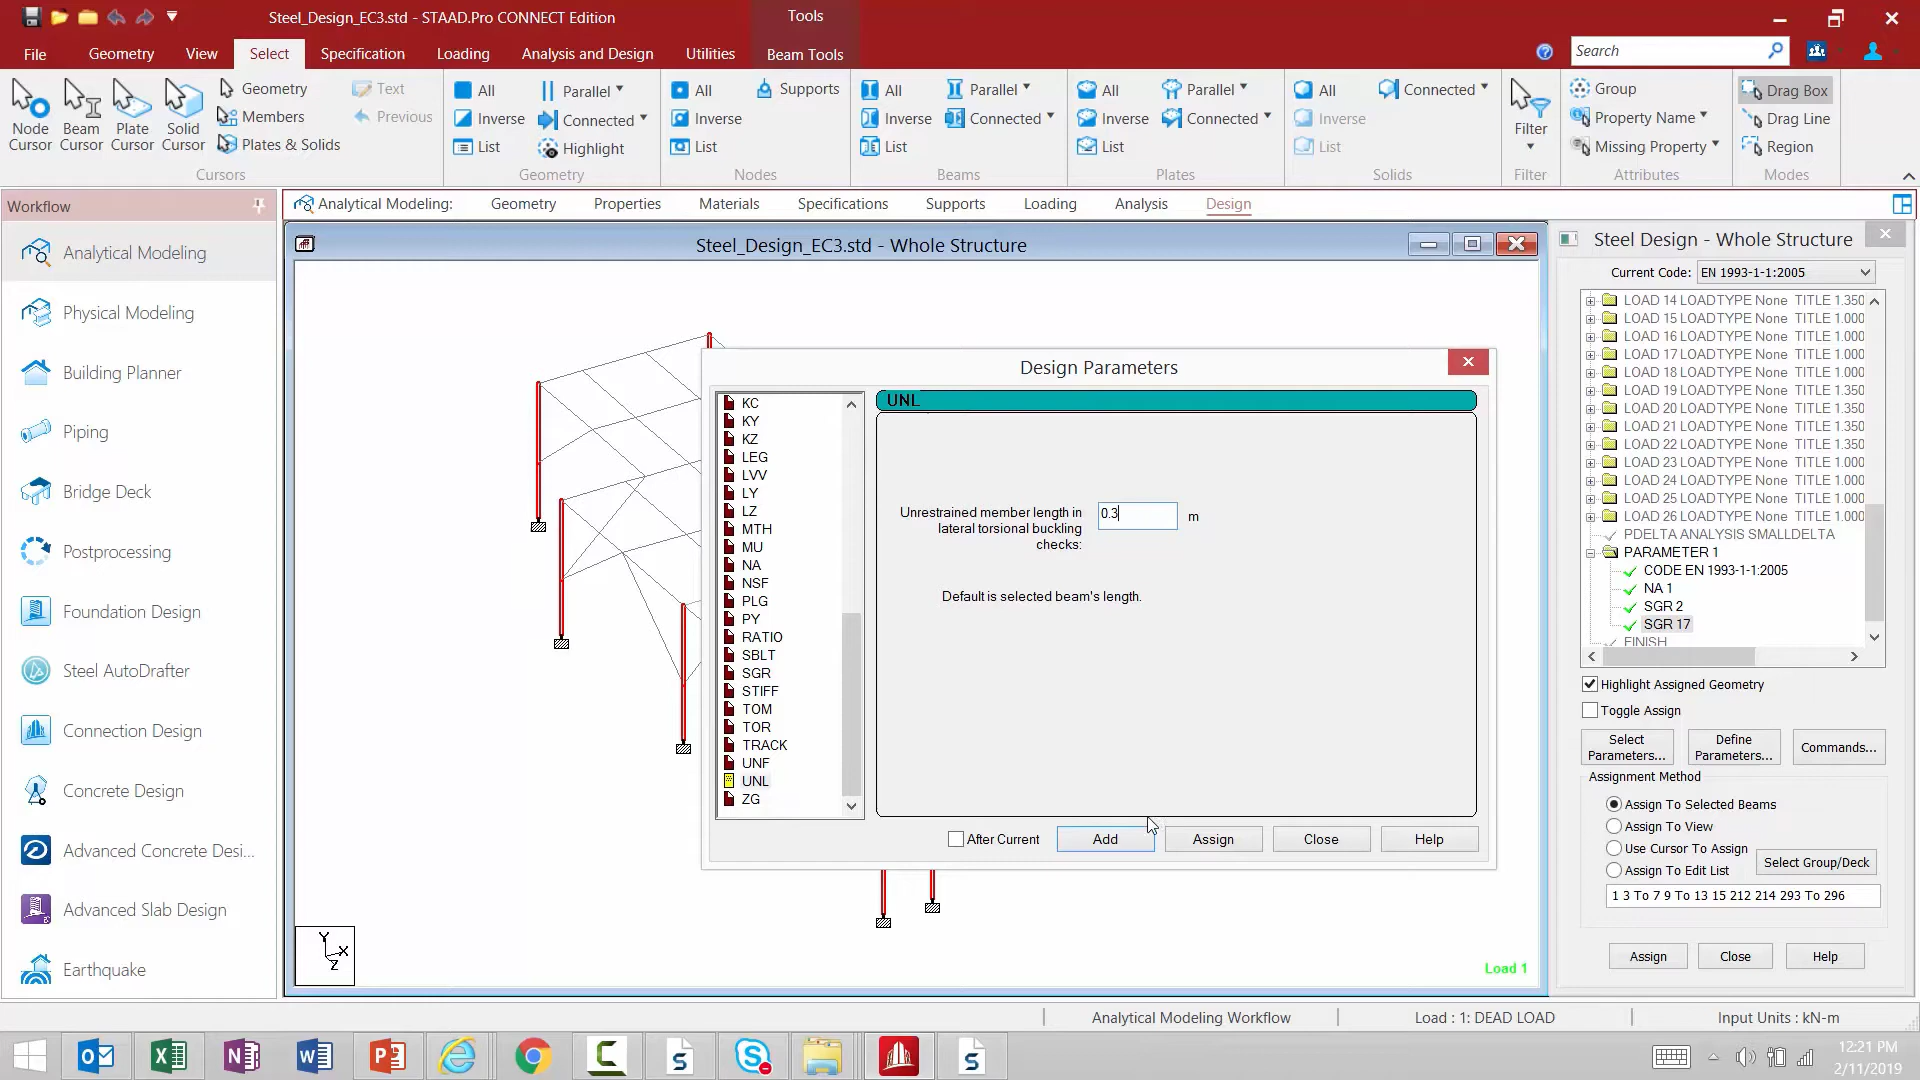 Steel_Design_EC3.std - STAAD.Pro CONNECT Edition
Tools
File
Geometry
View
Select
Specification
Loading
Analysis and Design
Utilities
Beam Tools
Search
Node Cursor
Beam Cursor
Plate Cursor
Solid Cursor
Geometry
Members
Plates & Solids
Text
Previous
Cursors
All
Inverse
List
Parallel
Connected
Highlight
Geometry
All
Inverse
List
Supports
Nodes
All
Inverse
List
Parallel
Connected
Beams
All
Inverse
List
Parallel
Connected
Plates
All
Inverse
List
Connected
Solids
Filter
Filter
Group
Property Name
Missing Property
Attributes
Drag Box
Drag Line
Region
Modes
Workflow
Analytical Modeling
Physical Modeling
Building Planner
Piping
Bridge Deck
Postprocessing
Foundation Design
Steel AutoDrafter
Connection Design
Concrete Design
Advanced Concrete Desi...
Advanced Slab Design
Earthquake
Analytical Modeling:
Geometry
Properties
Materials
Specifications
Supports
Loading
Analysis
Design
Steel_Design_EC3.std - Whole Structure
Y
X
Z
Load 1
Design Parameters
KC
KY
KZ
LEG
LVV
LY
LZ
MTH
MU
NA
NSF
PLG
PY
RATIO
SBLT
SGR
STIFF
TOM
TOR
TRACK
UNF
UNL
ZG
UNL
Unrestrained member length in
lateral torsional buckling
checks:
0.3
m
Default is selected beam's length.
After Current
Add
Assign
Close
Help
Steel Design - Whole Structure
Current Code:
EN 1993-1-1:2005
LOAD 14 LOADTYPE None TITLE 1.350
LOAD 15 LOADTYPE None TITLE 1.000
LOAD 16 LOADTYPE None TITLE 1.000
LOAD 17 LOADTYPE None TITLE 1.000
LOAD 18 LOADTYPE None TITLE 1.000
LOAD 19 LOADTYPE None TITLE 1.350
LOAD 20 LOADTYPE None TITLE 1.350
LOAD 21 LOADTYPE None TITLE 1.350
LOAD 22 LOADTYPE None TITLE 1.350
LOAD 23 LOADTYPE None TITLE 1.000
LOAD 24 LOADTYPE None TITLE 1.000
LOAD 25 LOADTYPE None TITLE 1.000
LOAD 26 LOADTYPE None TITLE 1.000
PDELTA ANALYSIS SMALLDELTA
PARAMETER 1
CODE EN 1993-1-1:2005
NA 1
SGR 2
SGR 17
FINISH
Highlight Assigned Geometry
Toggle Assign
Select Parameters...
Define Parameters...
Commands...
Assignment Method
Assign To Selected Beams
Assign To View
Use Cursor To Assign
Assign To Edit List
Select Group/Deck
1 3 To 7 9 To 13 15 212 214 293 To 296
Assign
Close
Help
Analytical Modeling Workflow
Load : 1: DEAD LOAD
Input Units : kN-m
12:21 PM
2/11/2019